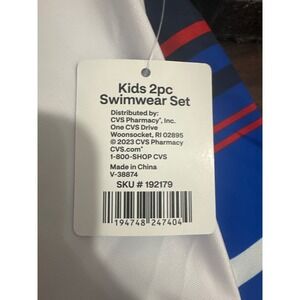 Kids 2pc
Swimwear Set
Distributed by:
CVS Pharmacy®, Inc.
One CVS Drive
Woonsocket, RI 02895
© 2023 CVS Pharmacy
CVS.com®
1-800-SHOP CVS
Made in China
V-38874
SKU # 192179
194748 247404